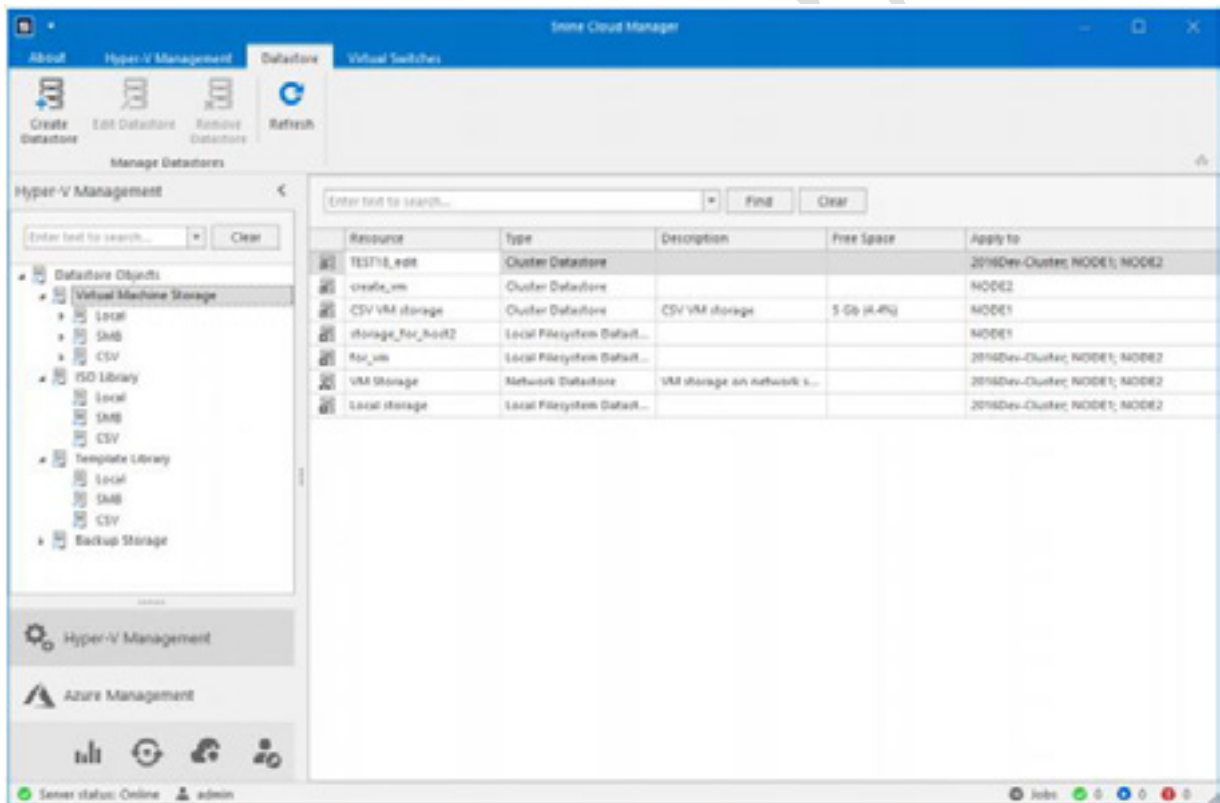 5nine Cloud Manager
About Hyper-V Management Datastore Virtual Switches
Create Datastore
Edit Datastore
Remove Datastore
Refresh
Manage Datastores
Hyper-V Management
Enter text to search... Clear
Datastore Objects
Virtual Machine Storage
Local
SMB
CSV
ISO Library
Local
SMB
CSV
Template Library
Local
SMB
CSV
Backup Storage
Hyper-V Management
Azure Management
Enter text to search... Find Clear
Resource Type Description Free Space Apply to
TEST18_edit Cluster Datastore 2016Dev-Cluster; NODE1; NODE2
create_vm Cluster Datastore NODE2
CSV VM storage Cluster Datastore CSV VM storage 5 Gb (4.4%) NODE1
storage_for_host2 Local Filesystem Datast... NODE1
for_vm Local Filesystem Datast... 2016Dev-Cluster; NODE1; NODE2
VM Storage Network Datastore VM storage on network s... 2016Dev-Cluster; NODE1; NODE2
Local storage Local Filesystem Datast... 2016Dev-Cluster; NODE1; NODE2
Server status: Online admin Jobs 0 0 0